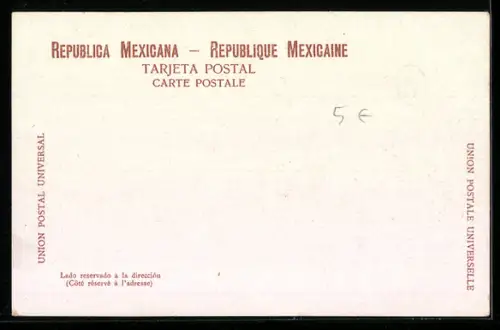 REPUBLICA MEXICANA — REPUBLIQUE MEXICAINE
TARJETA POSTAL
CARTE POSTALE
5 €
UNION POSTAL UNIVERSAL
UNION POSTALE UNIVERSELLE
Lado reservado à la dirección
(Côté réservé à l'adresse)